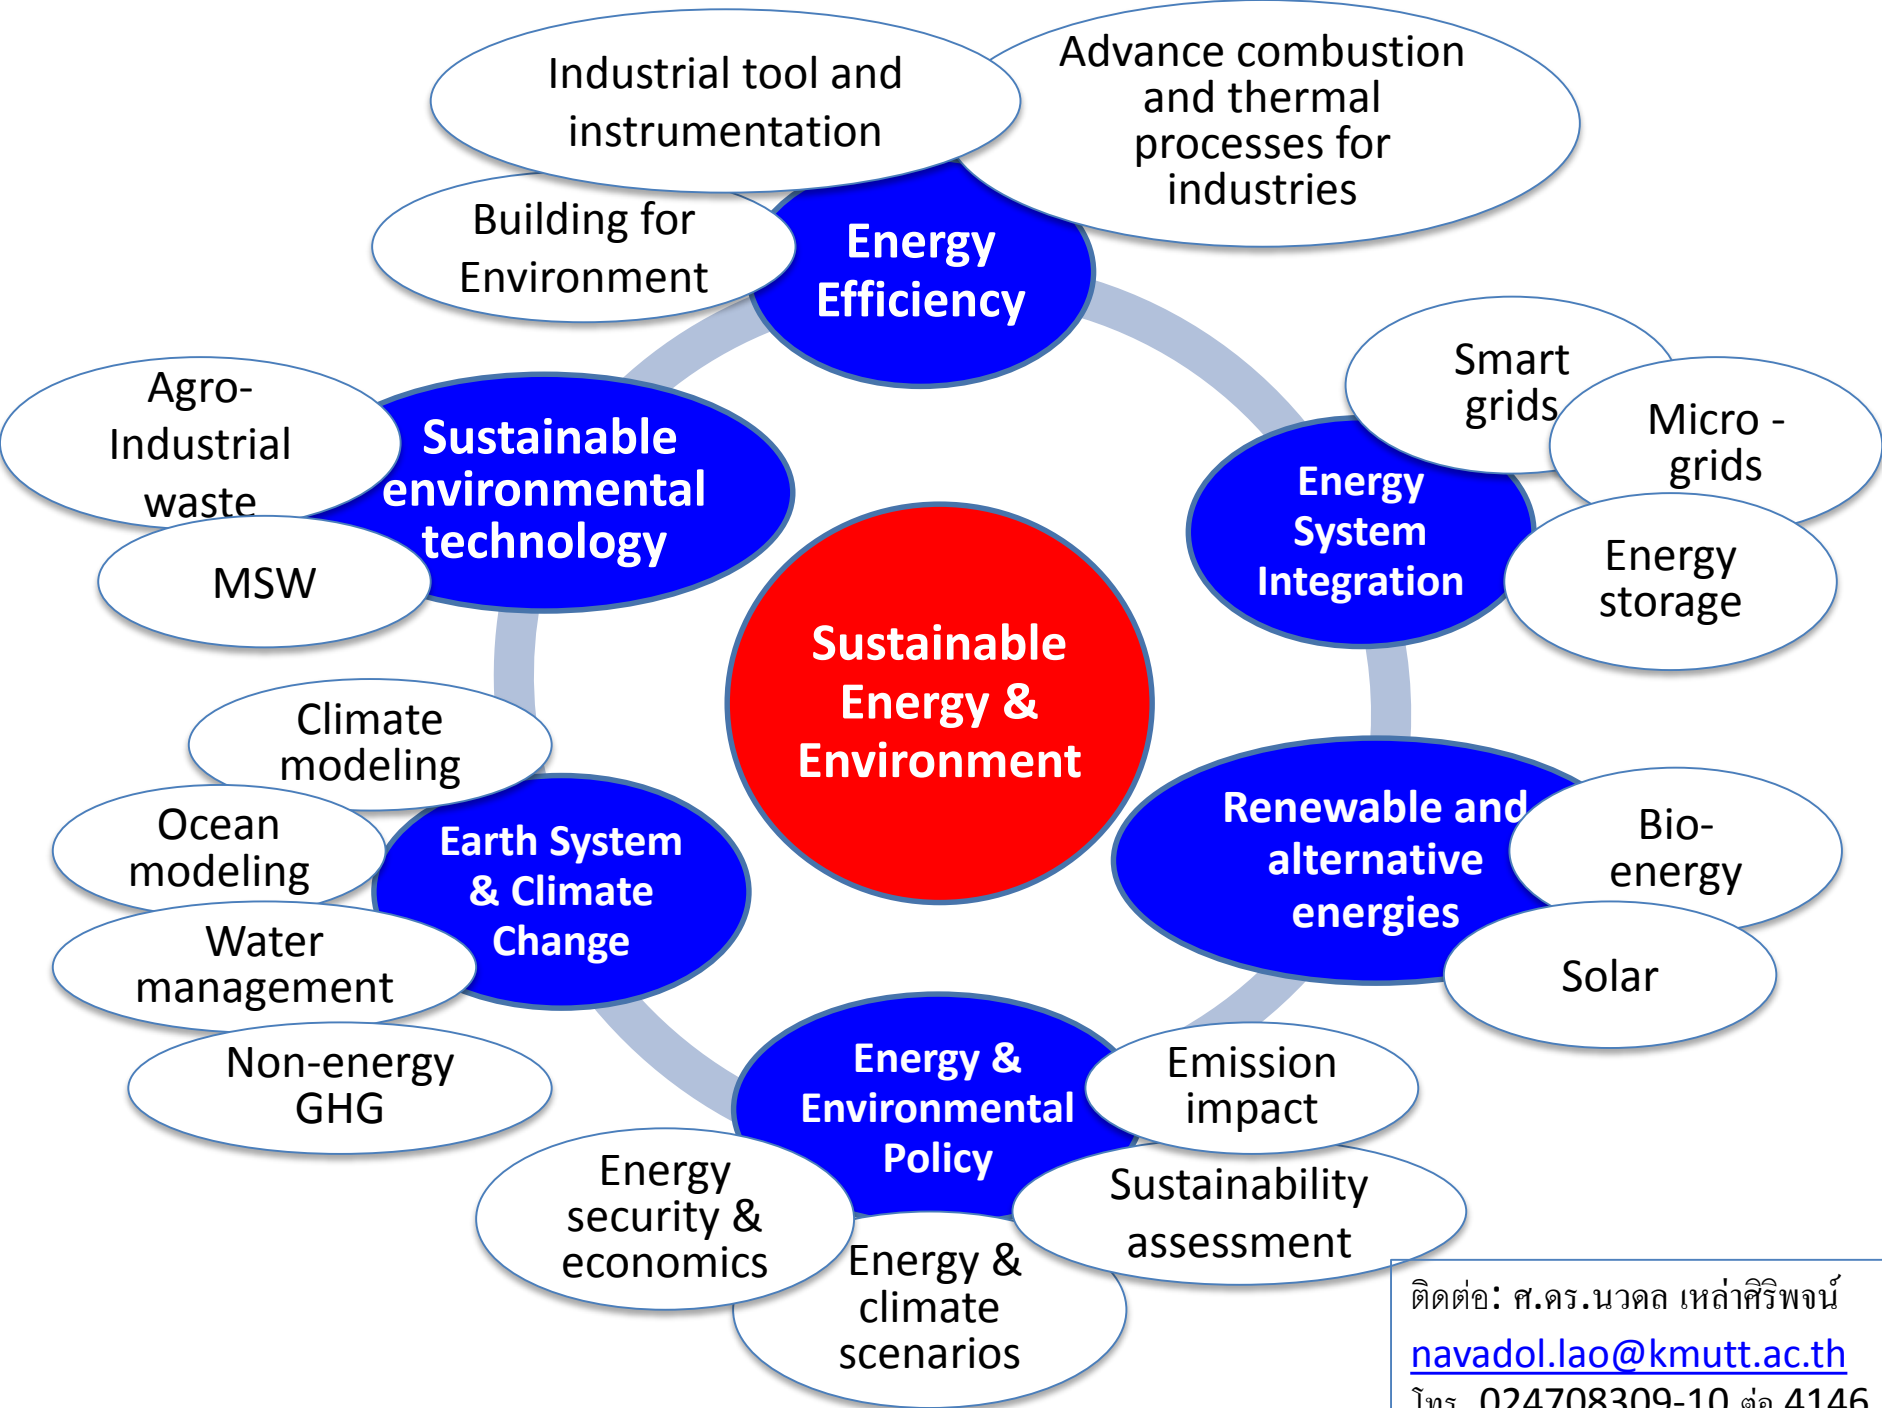 Industrial tool and
instrumentation
Advance combustion
and thermal
processes for
industries
Building for
Environment
Energy
Efficiency
Smart
grids
Micro -
grids
Energy
storage
Energy
System
Integration
Agro-
Industrial
waste
MSW
Sustainable
environmental
technology
Sustainable
Energy &
Environment
Climate
modeling
Ocean
modeling
Water
management
Non-energy
GHG
Earth System
& Climate
Change
Renewable and
alternative
energies
Bio-
energy
Solar
Energy &
Environmental
Policy
Emission
impact
Sustainability
assessment
Energy
security &
economics
Energy &
climate
scenarios
ติดต่อ: ศ.ดร.นวดล เหล่าศิริพจน์
navadol.lao@kmutt.ac.th
โทร. 024708309-10 ต่อ 4146